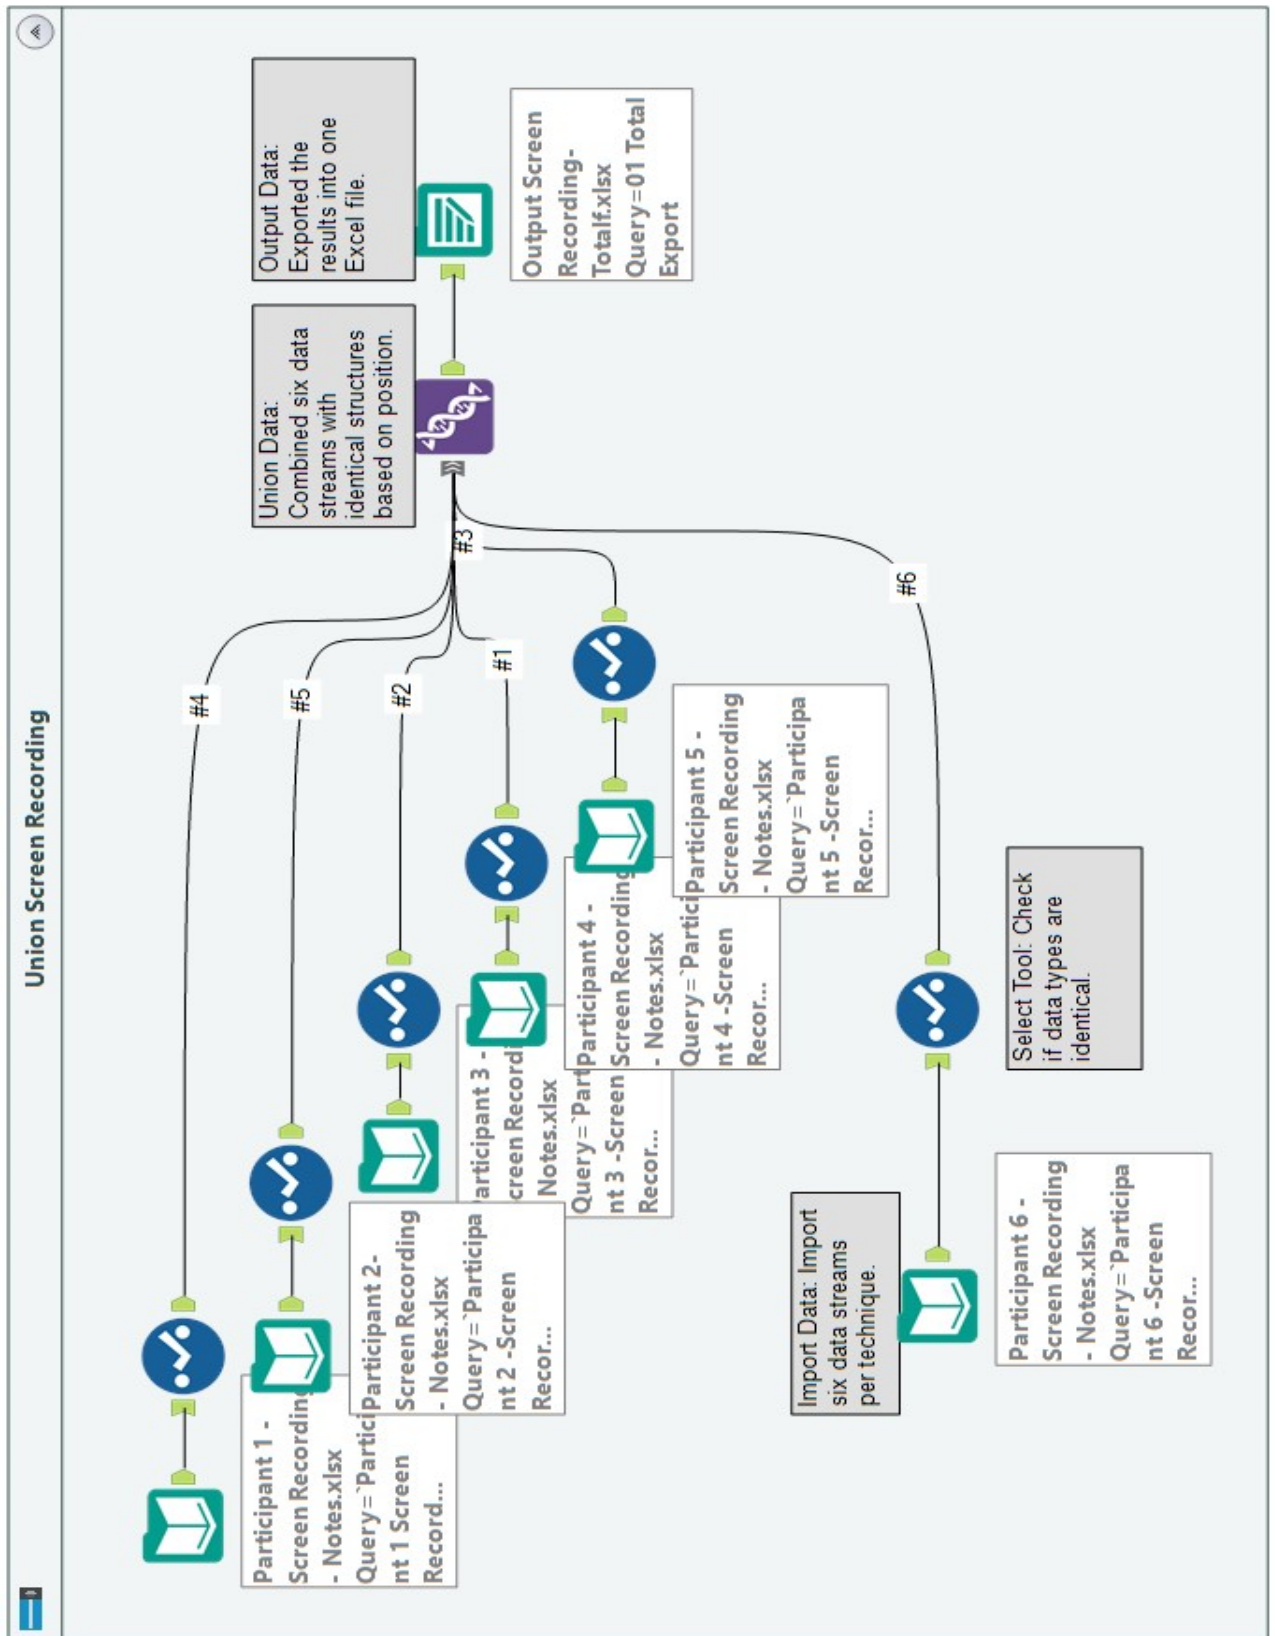 Union Screen Recording
Output Data:
Exported the
results into one
Excel file.
Union Data:
Combined six data
streams with
identical structures
based on position.
Output Screen
Recording-
Totalf.xlsx
Query=01 Total
Export
#4
#5
#2
#1
#3
#6
Participant 1 -
Screen Recording
- Notes.xlsx
Query=`Partici
nt 1 Screen
Record...
Participant 2-
Screen Recording
- Notes.xlsx
Query=`Participa
nt 2 -Screen
Recor...
articipant 3 -
creen Recordi
Notes.xlsx
Query=`Part
nt 3 -Screen
Recor...
Participant 4 -
Screen Recording
- Notes.xlsx
Query=`Partici
nt 4 -Screen
Recor...
Participant 5 -
Screen Recording
- Notes.xlsx
Query=`Participa
nt 5 -Screen
Recor...
Import Data: Import
six data streams
per technique.
Select Tool: Check
if data types are
identical.
Participant 6 -
Screen Recording
- Notes.xlsx
Query=`Participa
nt 6 -Screen
Recor...